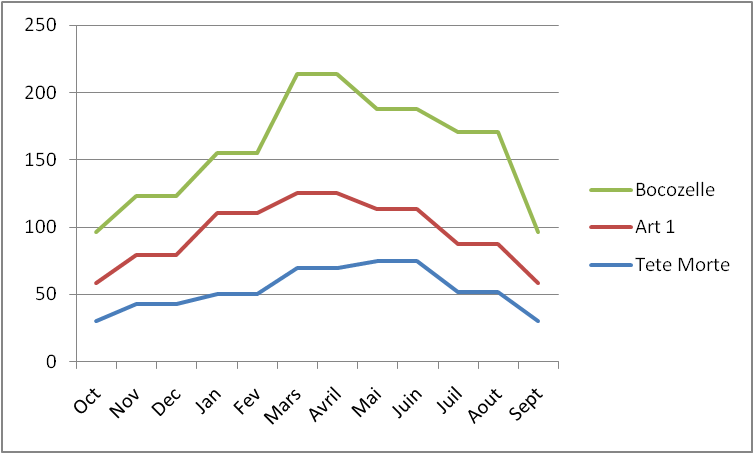 250
200
150
100
50
0
Oct
Nov
Dec
Jan
Fev
Mars
Avril
Mai
Juin
Juil
Aout
Sept
Bocozelle
Art 1
Tete Morte